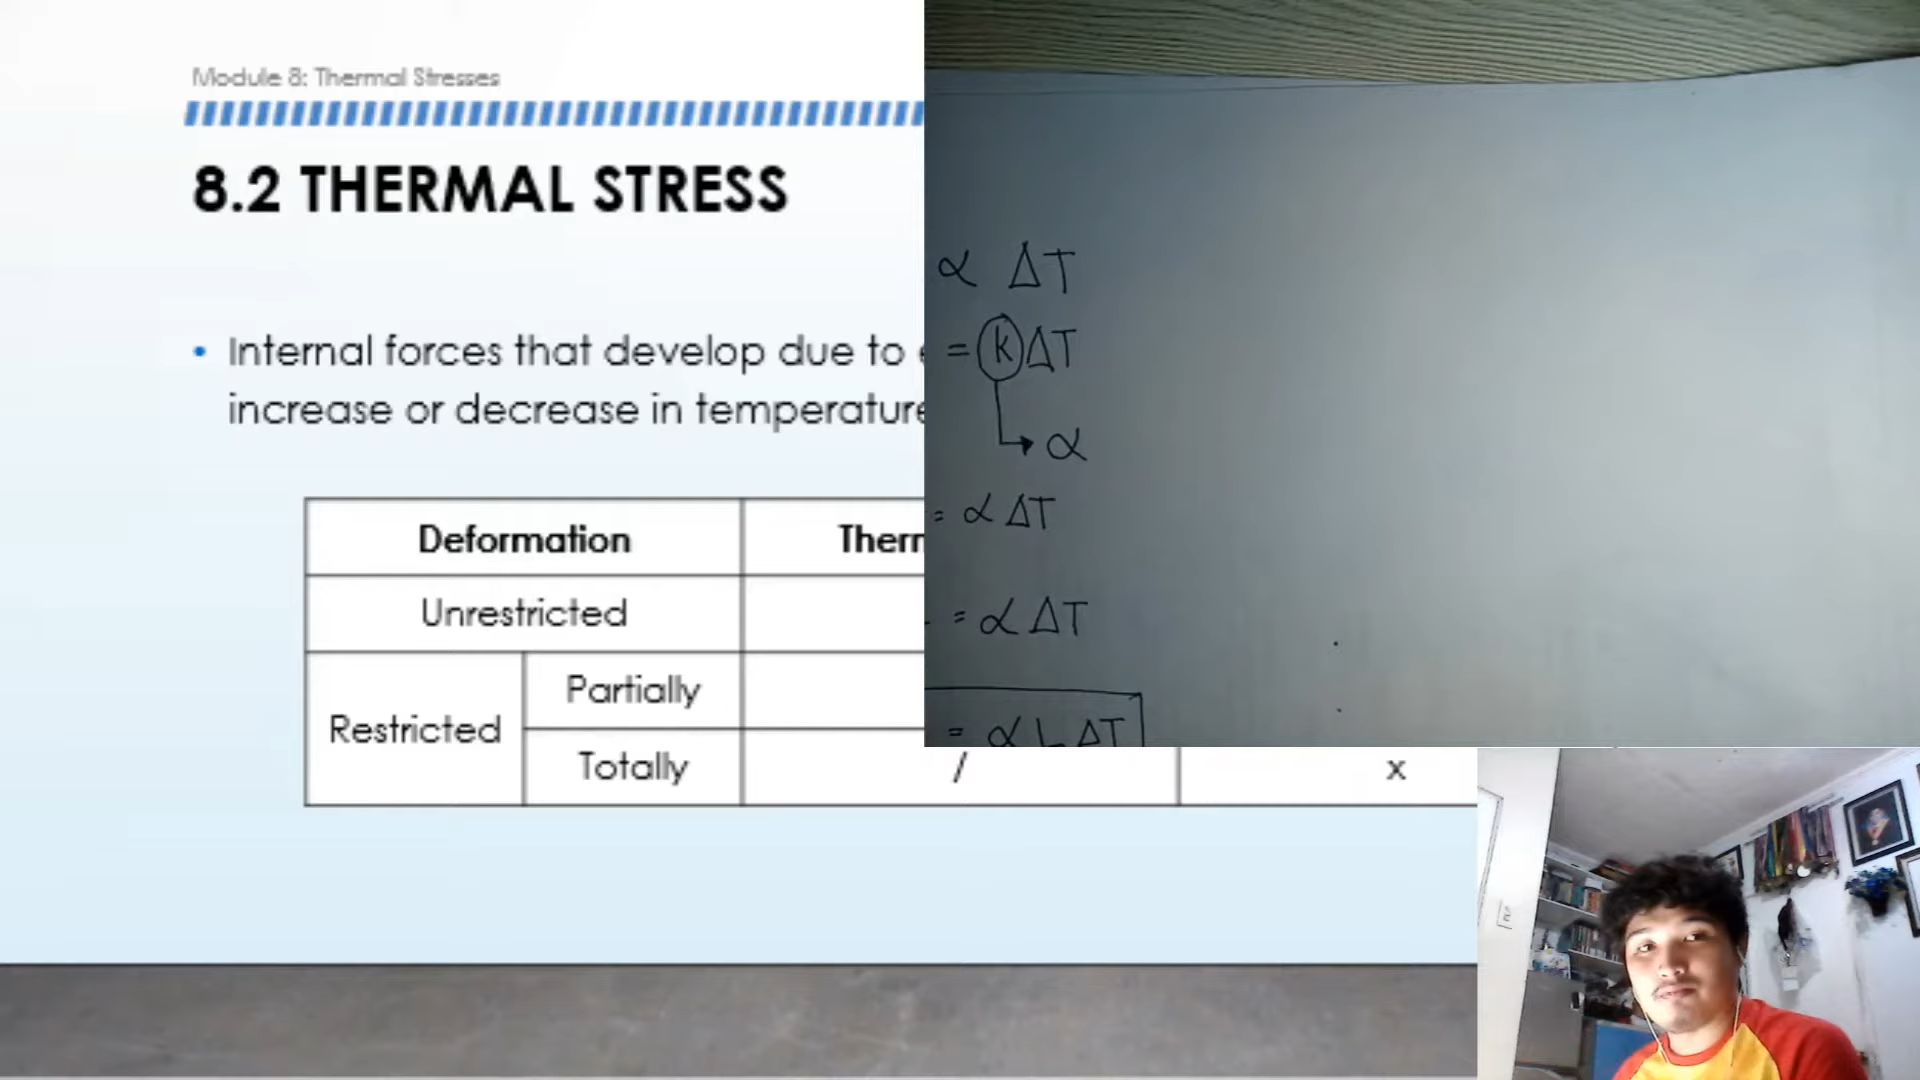 Module 8: Thermal Stresses
8.2 THERMAL STRESS
• Internal forces that develop due to
increase or decrease in temperature
Deformation
Unrestricted
Restricted
Partially
Totally
/
x
∝ ΔT
= k ΔT
∝
= ∝ ΔT
= ∝ ΔT
= ∝ L ΔT